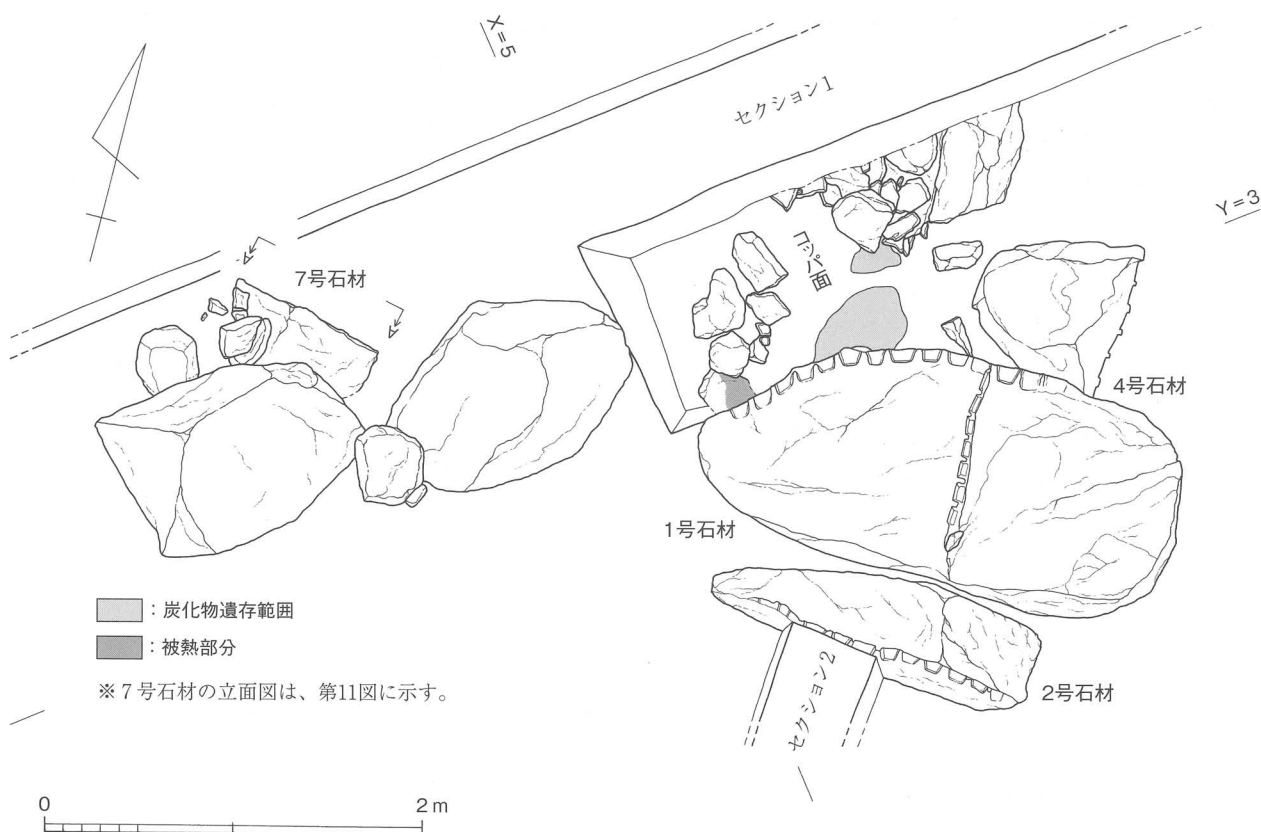 X=5
セクション1
Y=3
コッパ面
7号石材
4号石材
1号石材
：炭化物遺存範囲
：被熱部分
※７号石材の立面図は、第11図に示す。
セクション2
2号石材
0
2 m